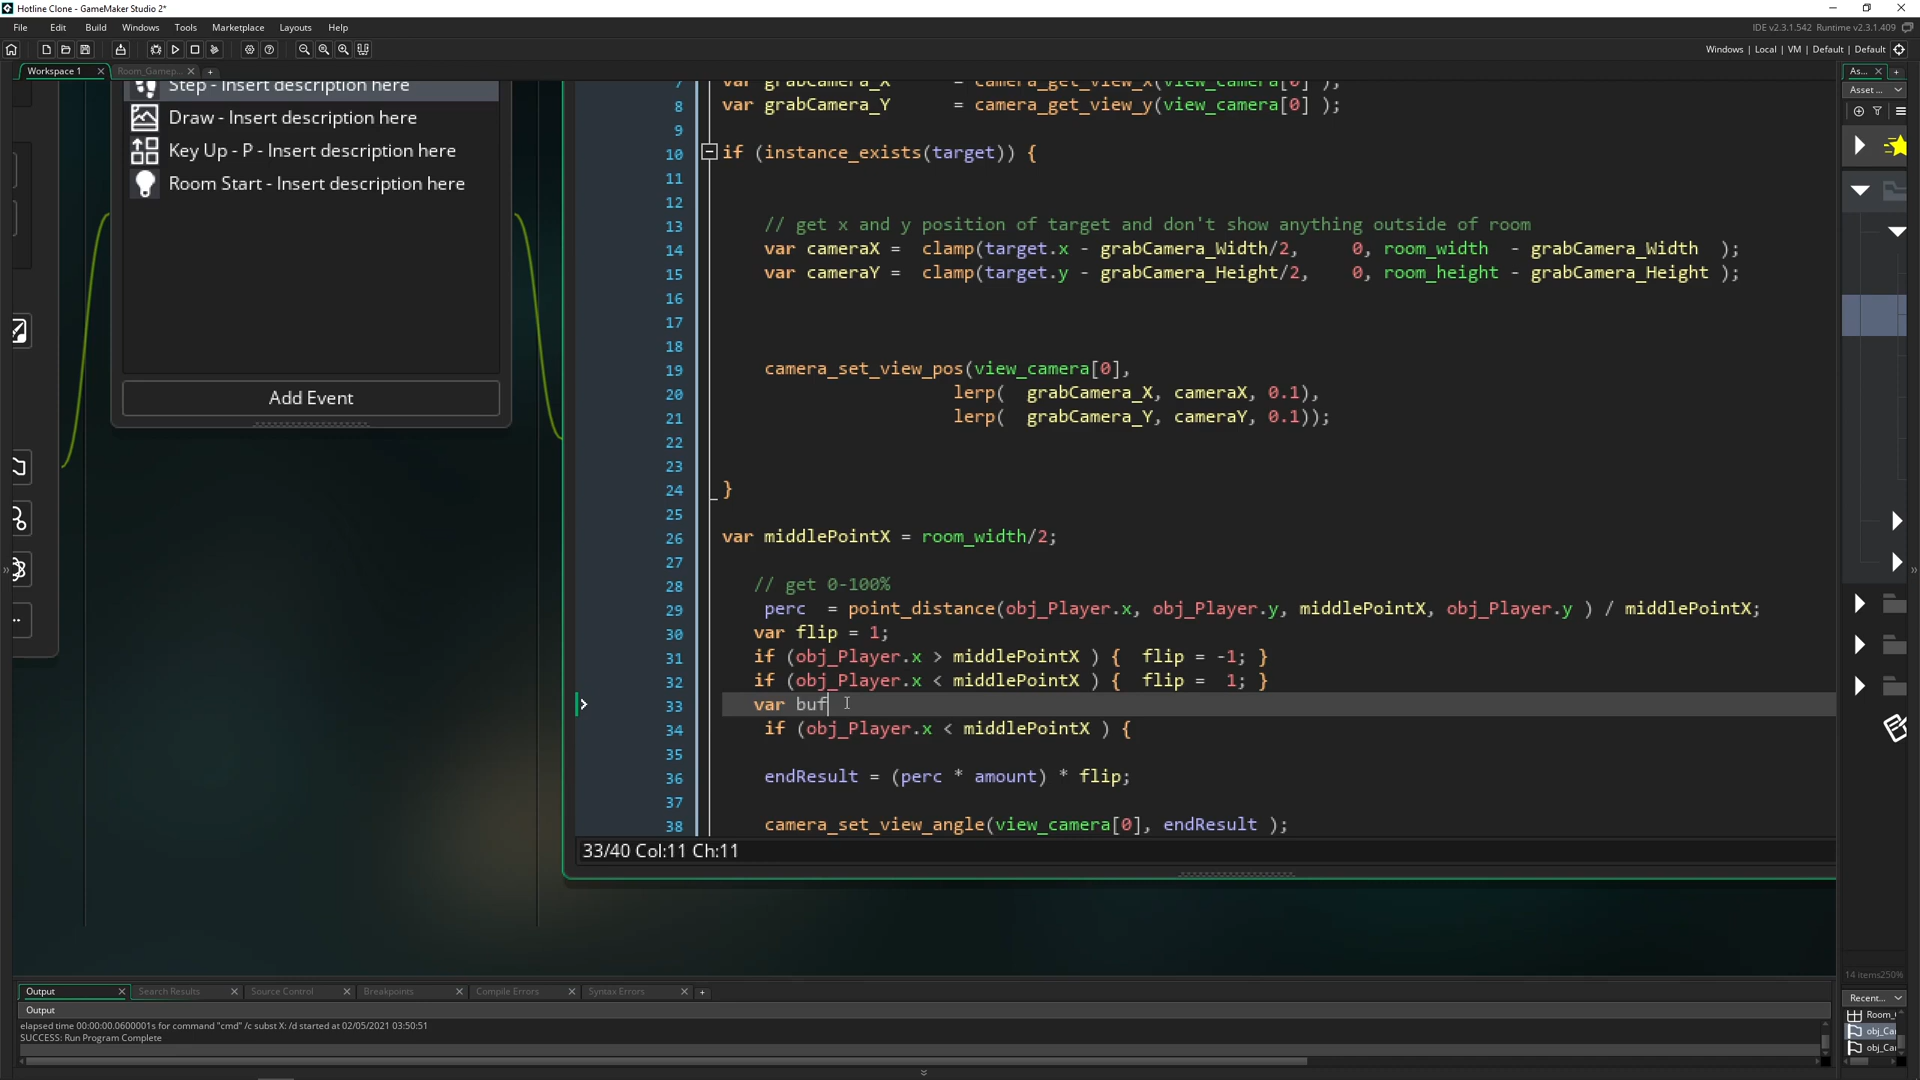 Hotline Clone - GameMaker Studio 2*
File Edit Build Windows Tools Marketplace Layouts Help
IDE v2.3.1.542 Runtime v2.3.1.409
Windows | Local | VM | Default | Default
Workspace 1
Room_Gamep...
Step - Insert description here
Draw - Insert description here
Key Up - P - Insert description here
Room Start - Insert description here
Add Event
7 var grabCamera_X = camera_get_view_x(view_camera[0] );
8 var grabCamera_Y = camera_get_view_y(view_camera[0] );
9
10 if (instance_exists(target)) {
11
12
13 // get x and y position of target and don't show anything outside of room
14 var cameraX = clamp(target.x - grabCamera_Width/2, 0, room_width - grabCamera_Width );
15 var cameraY = clamp(target.y - grabCamera_Height/2, 0, room_height - grabCamera_Height );
16
17
18
19 camera_set_view_pos(view_camera[0],
20 lerp( grabCamera_X, cameraX, 0.1),
21 lerp( grabCamera_Y, cameraY, 0.1));
22
23
24 }
25
26 var middlePointX = room_width/2;
27
28 // get 0-100%
29 perc = point_distance(obj_Player.x, obj_Player.y, middlePointX, obj_Player.y ) / middlePointX;
30 var flip = 1;
31 if (obj_Player.x > middlePointX ) { flip = -1; }
32 if (obj_Player.x < middlePointX ) { flip = 1; }
33 var buf
34 if (obj_Player.x < middlePointX ) {
35
36 endResult = (perc * amount) * flip;
37
38 camera_set_view_angle(view_camera[0], endResult );
33/40 Col:11 Ch:11
As...
Asset ...
14 items 250%
Recent...
Room_
obj_Ca
obj_Ca
Output Search Results Source Control Breakpoints Compile Errors Syntax Errors
Output
elapsed time 00:00:00.0600001s for command "cmd" /c subst X: /d started at 02/05/2021 03:50:51
SUCCESS: Run Program Complete